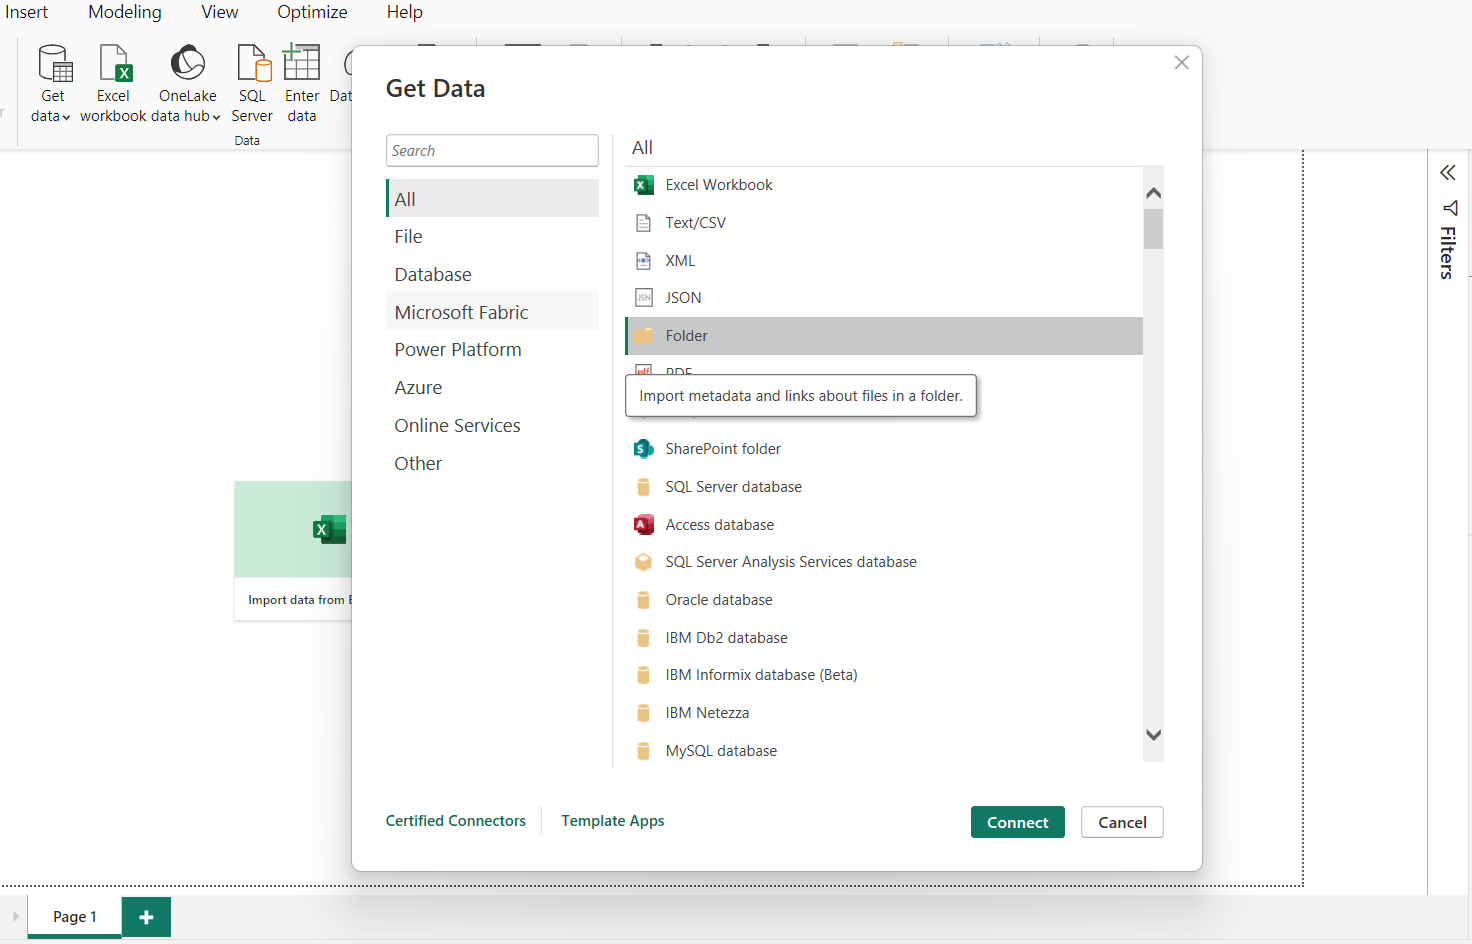 Insert Modeling View Optimize Help
Get data
Excel workbook
OneLake data hub
SQL Server
Enter data
Dat
Data
Get Data
Search
All
File
Database
Microsoft Fabric
Power Platform
Azure
Online Services
Other
All
Excel Workbook
Text/CSV
XML
JSON
Folder
PDF
Import metadata and links about files in a folder.
SharePoint folder
SQL Server database
Access database
SQL Server Analysis Services database
Oracle database
IBM Db2 database
IBM Informix database (Beta)
IBM Netezza
MySQL database
Certified Connectors
Template Apps
Connect
Cancel
Import data from
Filters
Page 1